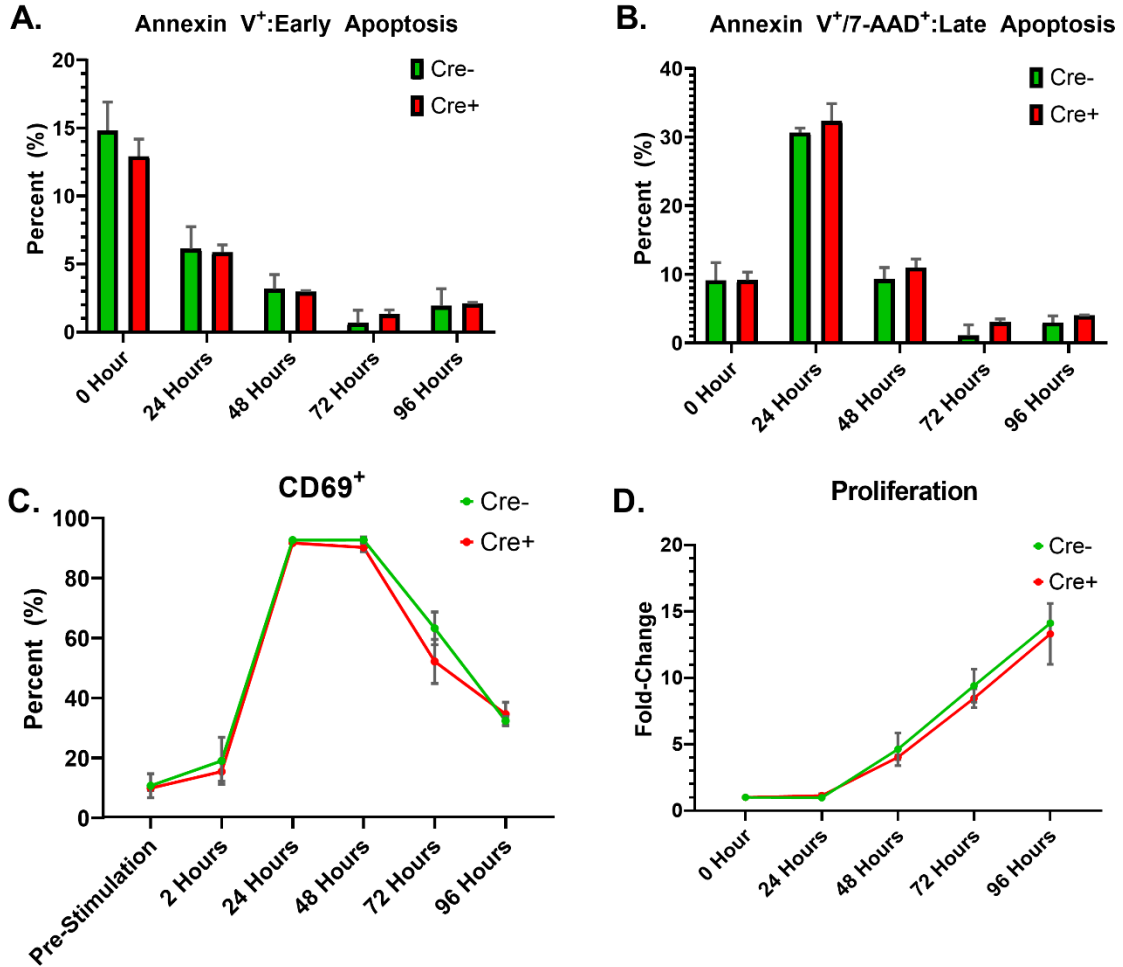 A.
Annexin V⁺:Early Apoptosis
Cre-
Cre+
Percent (%)
20
15
10
5
0
0 Hour
24 Hours
48 Hours
72 Hours
96 Hours
B.
Annexin V⁺/7-AAD⁺:Late Apoptosis
Cre-
Cre+
Percent (%)
40
30
20
10
0
0 Hour
24 Hours
48 Hours
72 Hours
96 Hours
C.
CD69⁺
Cre-
Cre+
Percent (%)
100
80
60
40
20
0
Pre-Stimulation
2 Hours
24 Hours
48 Hours
72 Hours
96 Hours
D.
Proliferation
Cre-
Cre+
Fold-Change
20
15
10
5
0
0 Hour
24 Hours
48 Hours
72 Hours
96 Hours